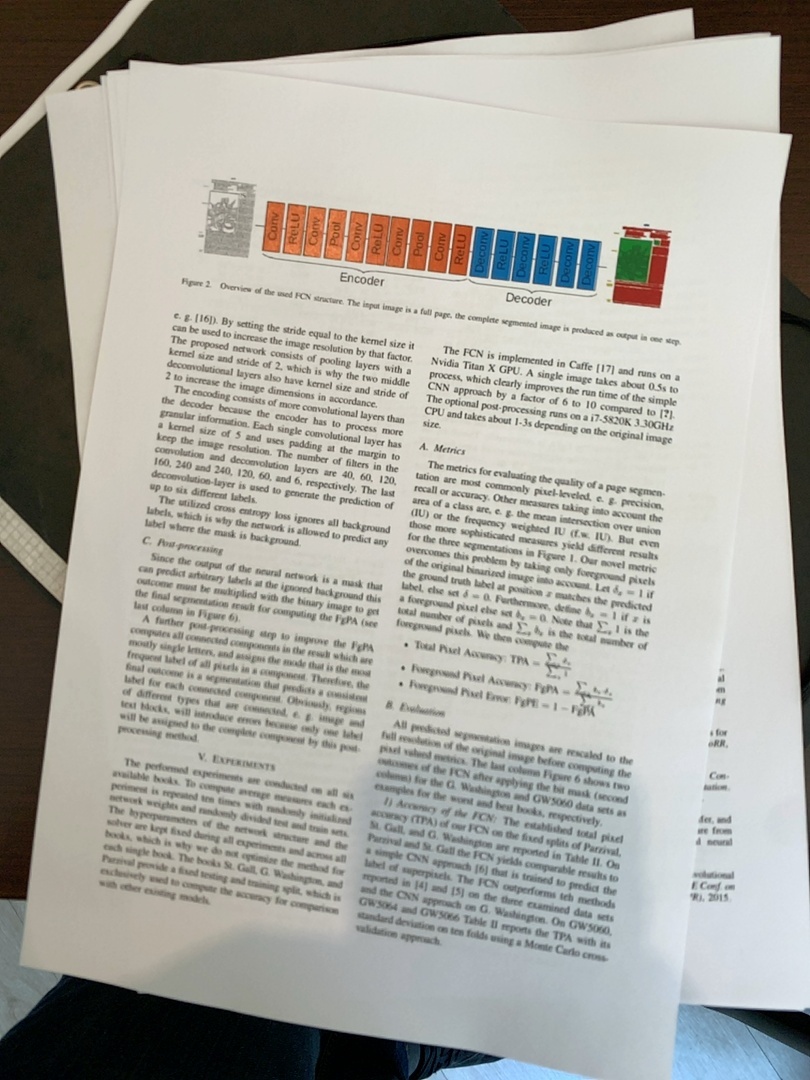 Conv
ReLU
Conv
Pool
Conv
ReLU
Conv
Pool
Conv
ReLU
Deconv
ReLU
Deconv
ReLU
Deconv
Deconv
Encoder
Decoder
Figure 2. Overview of the used FCN structure. The input image is a full page, the complete segmented image is produced as output in one step.
e. g. [16]). By setting the stride equal to the kernel size it
can be used to increase the image resolution by that factor.
The proposed network consists of pooling layers with a
kernel size and stride of 2, which is why the two middle
deconvolutional layers also have kernel size and stride of
2 to increase the image dimensions in accordance.
The encoding consists of more convolutional layers than
the decoder because the encoder has to process more
granular information. Each single convolutional layer has
a kernel size of 5 and uses padding at the margin to
keep the image resolution. The number of filters in the
convolution and deconvolution layers are 40, 60, 120,
160, 240 and 240, 120, 60, and 6, respectively. The last
deconvolution-layer is used to generate the prediction of
up to six different labels.
The utilized cross entropy loss ignores all background
labels, which is why the network is allowed to predict any
label where the mask is background.
C. Post-processing
Since the output of the neural network is a mask that
can predict arbitrary labels at the ignored background this
outcome must be multiplied with the binary image to get
the final segmentation result for computing the FgPA (see
last column in Figure 6).
A further post-processing step to improve the FgPA
computes all connected components in the result which are
mostly single letters, and assigns the mode that is the most
frequent label of all pixels in a component. Therefore, the
final outcome is a segmentation that predicts a consistent
label for each connected component. Obviously, regions
of different types that are connected, e. g. image and
text blocks, will introduce errors because only one label
will be assigned to the complete component by this post-
processing method.
V. EXPERIMENTS
The performed experiments are conducted on all six
available books. To compute average measures each ex-
periment is repeated ten times with randomly initialized
network weights and randomly divided test and train sets.
The hyperparameters of the network structure and the
solver are kept fixed during all experiments and across all
books, which is why we do not optimize the method for
each single book. The books St. Gall, G. Washington, and
Parzival provide a fixed testing and training split, which is
exclusively used to compute the accuracy for comparison
with other existing models.
The FCN is implemented in Caffe [17] and runs on a
Nvidia Titan X GPU. A single image takes about 0.5s to
process, which clearly improves the run time of the simple
CNN approach by a factor of 6 to 10 compared to [?].
The optional post-processing runs on a i7-5820K 3.30GHz
CPU and takes about 1-3s depending on the original image
size.
A. Metrics
The metrics for evaluating the quality of a page segmen-
tation are most commonly pixel-leveled, e. g. precision,
recall or accuracy. Other measures taking into account the
area of a class are, e. g. the mean intersection over union
(IU) or the frequency weighted IU (f.w. IU). But even
those more sophisticated measures yield different results
for the three segmentations in Figure 1. Our novel metric
overcomes this problem by taking only foreground pixels
of the original binarized image into account. Let δ_x = 1 if
the ground truth label at position x matches the predicted
label, else set δ = 0. Furthermore, define b_x = 1 if x is
a foreground pixel else set b_x = 0. Note that ∑_x 1 is the
total number of pixels and ∑_x b_x is the total number of
foreground pixels. We then compute the
• Total Pixel Accuracy: TPA =
• Foreground Pixel Accuracy: FgPA =
• Foreground Pixel Error: FgPE = 1 − FgPA
B. Evaluation
All predicted segmentation images are rescaled to the
full resolution of the original image before computing the
pixel valued metrics. The last column Figure 6 shows two
outcomes of the FCN after applying the bit mask (second
column) for the G. Washington and GW5060 data sets as
examples for the worst and best books, respectively.
1) Accuracy of the FCN: The established total pixel
accuracy (TPA) of our FCN on the fixed splits of Parzival,
St. Gall, and G. Washington are reported in Table II. On
Parzival and St. Gall the FCN yields comparable results to
a simple CNN approach [6] that is trained to predict the
label of superpixels. The FCN outperforms teh methods
reported in [4] and [5] on the three examined data sets
and the CNN approach on G. Washington. On GW5060,
GW5064 and GW5066 Table II reports the TPA with its
standard deviation on ten folds using a Monte Carlo cross-
validation approach.
al
for
Con-
and
are from
neural
E Conf. on
2015.